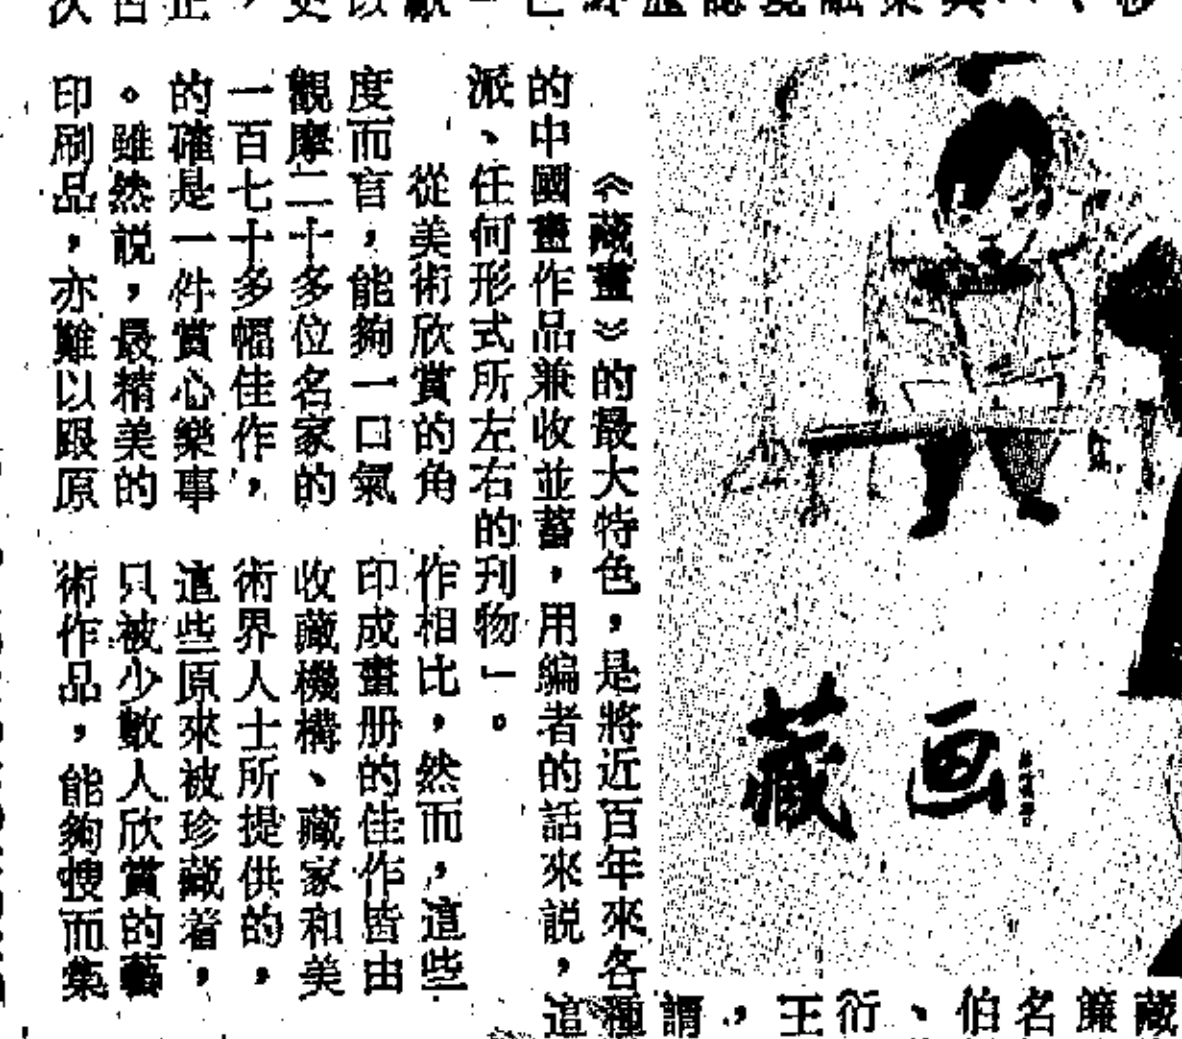 藏画
藏
簾
名
伯
、
衍
王
，
謂
《藏畫》的最大特色，是將近百年來各種
的中國畫作品兼收並蓄，用編者的話來説，這
派、任何形式所左右的刊物」。
從美術欣賞的角
度而言，能夠一口氣
觀摩二十多位名家的
一百七十多幅佳作，
的確是一件賞心樂事
。雖然説，最精美的
印刷品，亦難以跟原
作相比，然而，這些
印成畫册的佳作皆由
收藏機構、藏家和美
術界人士所提供的，
這些原來被珍藏着，
只被少數人欣賞的藝
術作品，能夠搜而集